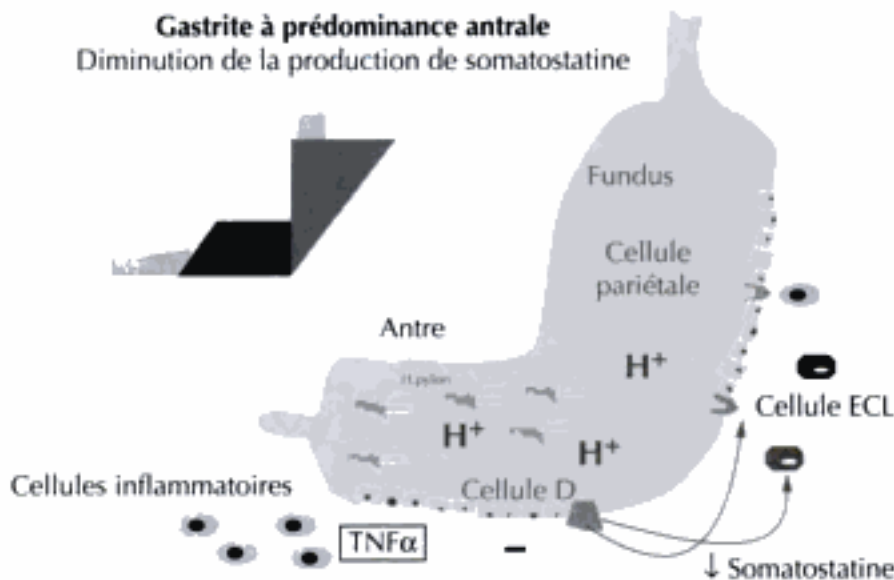 Gastrite à prédominance antrale
Diminution de la production de somatostatine
Fundus
Cellule
pariétale
Antre
H.pylori
H+
H+
H+
Cellule ECL
Cellules inflammatoires
Cellule D
TNFα
-
↓ Somatostatine